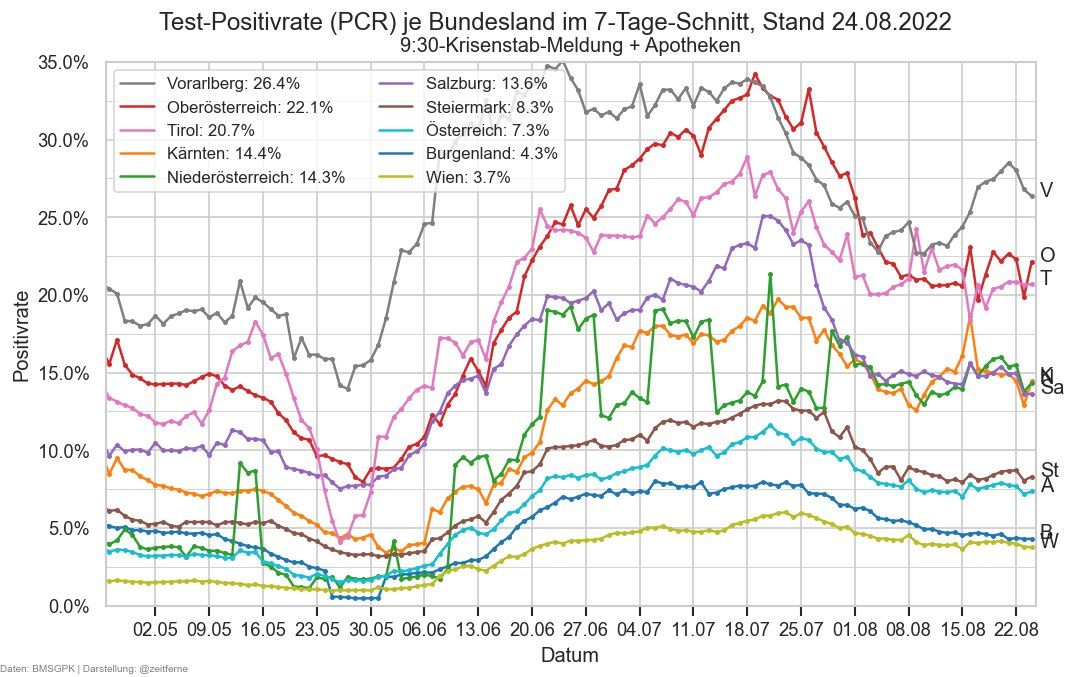 Test-Positivrate (PCR) je Bundesland im 7-Tage-Schnitt, Stand 24.08.2022
9:30-Krisenstab-Meldung + Apotheken
35.0%
30.0%
25.0%
20.0%
15.0%
10.0%
5.0%
0.0%
Positivrate
Vorarlberg: 26.4%
Oberösterreich: 22.1%
Tirol: 20.7%
Kärnten: 14.4%
Niederösterreich: 14.3%
Salzburg: 13.6%
Steiermark: 8.3%
Österreich: 7.3%
Burgenland: 4.3%
Wien: 3.7%
V
O
T
Sa
St
A
B
W
02.05 09.05 16.05 23.05 30.05 06.06 13.06 20.06 27.06 04.07 11.07 18.07 25.07 01.08 08.08 15.08 22.08
Datum
Daten: BMSGPK | Darstellung: @zeitferne